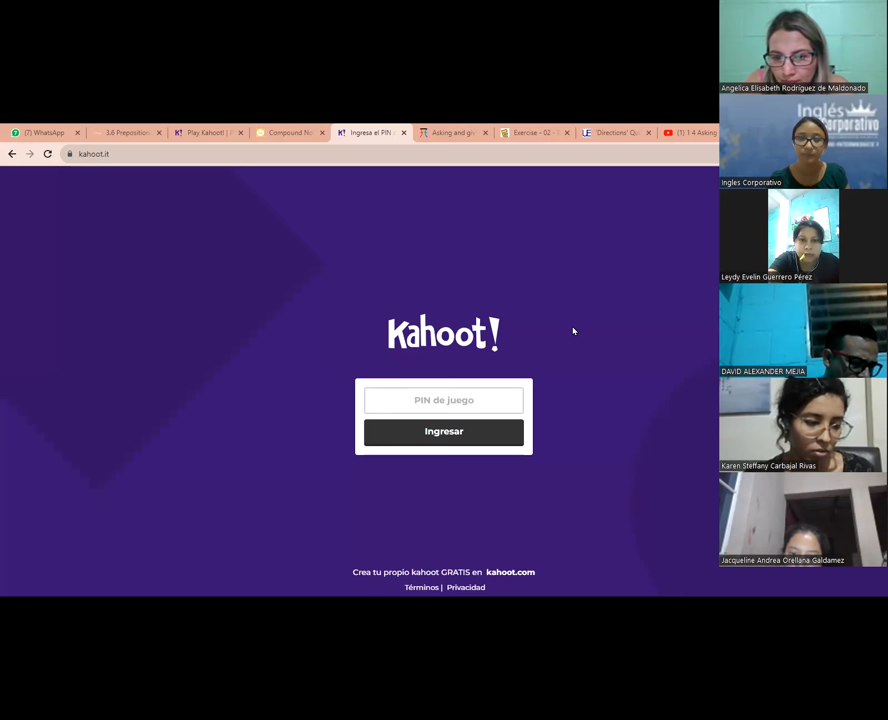 (7) WhatsApp
3.6 Preposition
Play Kahoot! |
Compound No
Ingresa el PIN
Asking and gi
Exercise - 02 -
'Directions' Qu
(1) 1.4 Asking
kahoot.it
Kahoot!
PIN de juego
Ingresar
Crea tu propio kahoot GRATIS en kahoot.com
Términos | Privacidad
Angelica Elisabeth Rodríguez de Maldonado
Inglés
Corporativo
Ingles Corporativo
Leydy Evelin Guerrero Pérez
DAVID ALEXANDER MEJIA
Karen Steffany Carbajal Rivas
Jacqueline Andrea Orellana Galdamez